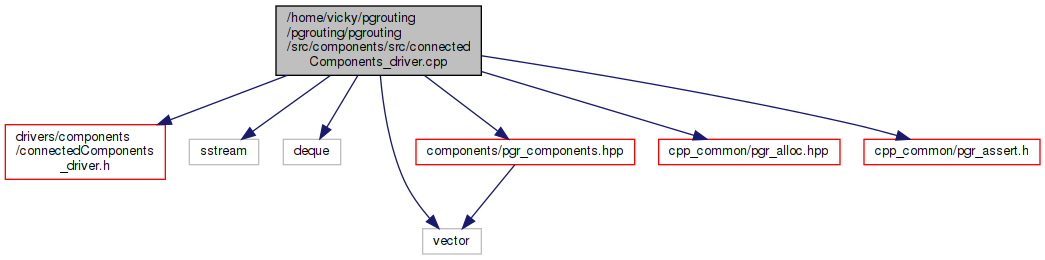 /home/vicky/pgrouting
/pgrouting/pgrouting
/src/components/src/connected
Components_driver.cpp
drivers/components
/connectedComponents
_driver.h
sstream
deque
components/pgr_components.hpp
cpp_common/pgr_alloc.hpp
cpp_common/pgr_assert.h
vector